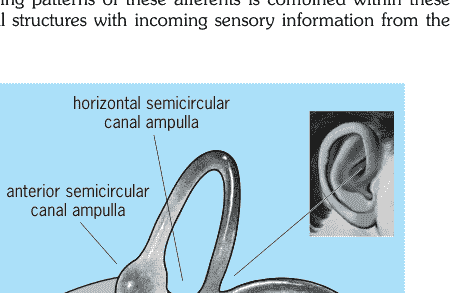 ing patterns of these afferents is combined within these
l structures with incoming sensory information from the
horizontal semicircular
canal ampulla
anterior semicircular
canal ampulla